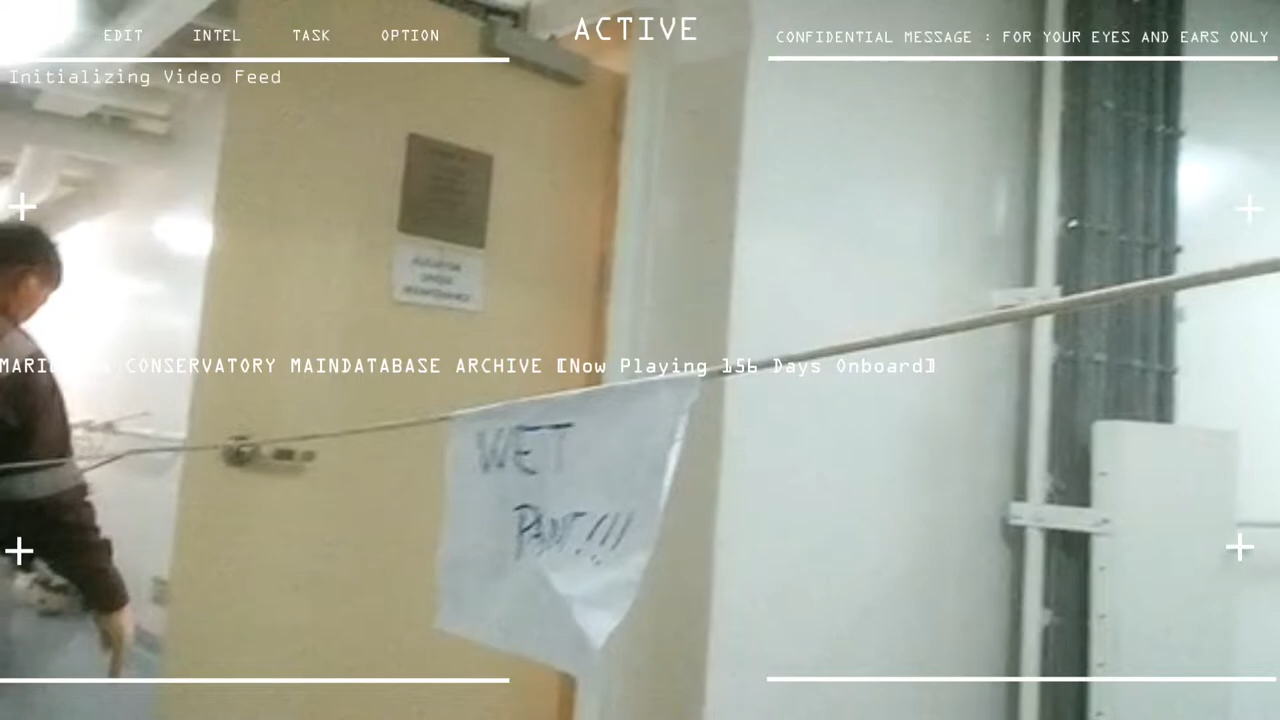 EDIT INTEL TASK OPTION
ACTIVE
CONFIDENTIAL MESSAGE : FOR YOUR EYES AND EARS ONLY
Initializing Video Feed
CONSERVATORY MAINDATABASE ARCHIVE [Now Playing 156 Days Onboard]
WET
PAINT!!!